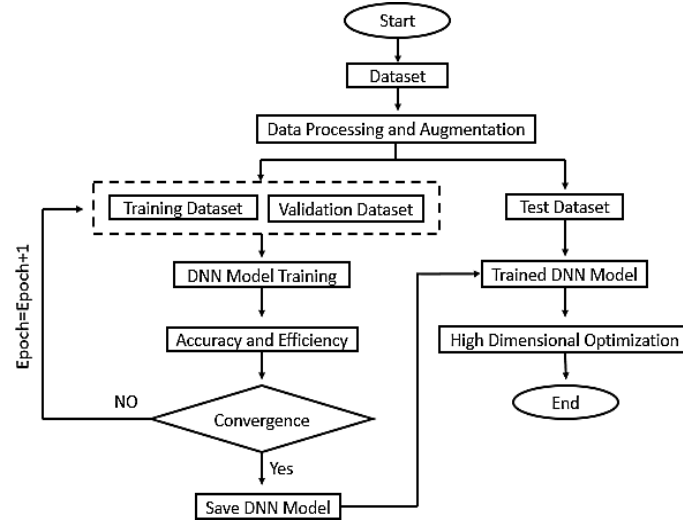 Start
Dataset
Data Processing and Augmentation
Training Dataset
Validation Dataset
Test Dataset
DNN Model Training
Trained DNN Model
Accuracy and Efficiency
High Dimensional Optimization
Epoch=Epoch+1
NO
Convergence
End
Yes
Save DNN Model